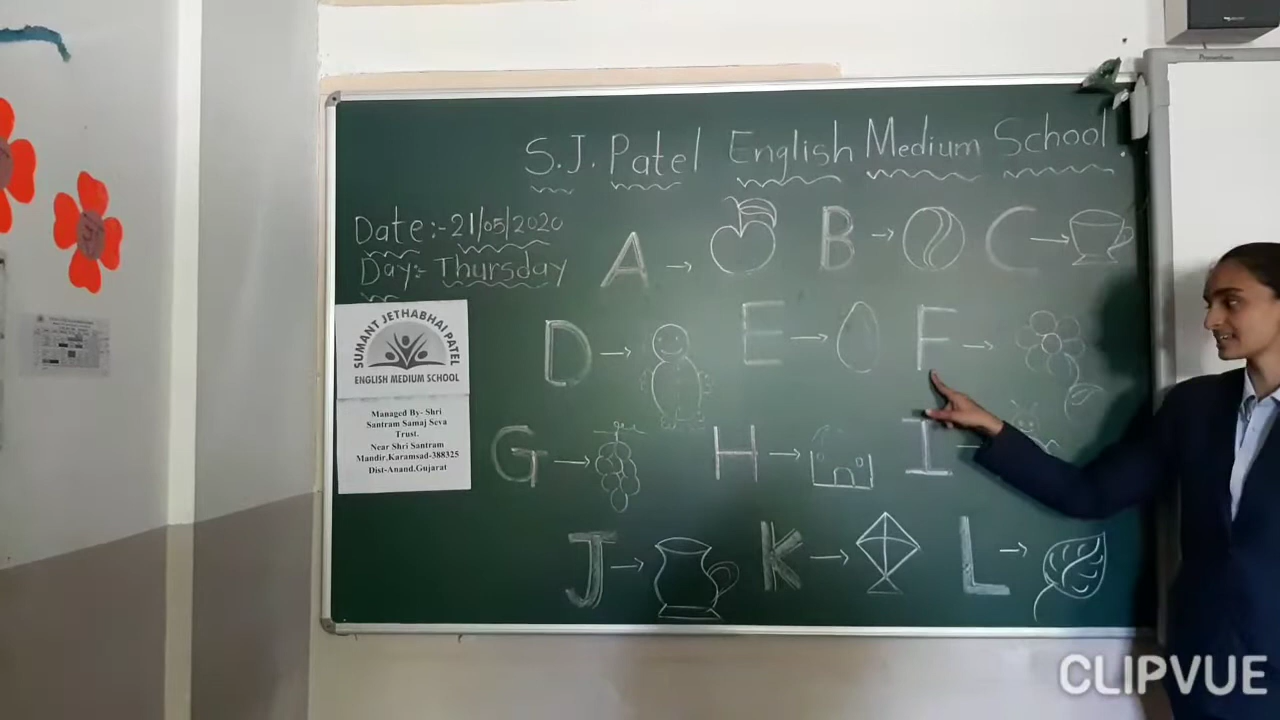 S.J. Patel English Medium School.
Date:- 21/05/2020
Day:- Thursday
A → B → C →
D → E → F →
G → H → I →
J → K → L →
SUMANT JETHABHAI PATEL
ENGLISH MEDIUM SCHOOL
Managed By- Shri
Santram Samaj Seva
Trust.
Near Shri Santram
Mandir,Karamsad-388325
Dist-Anand,Gujarat
Promethean
CLIPVUE